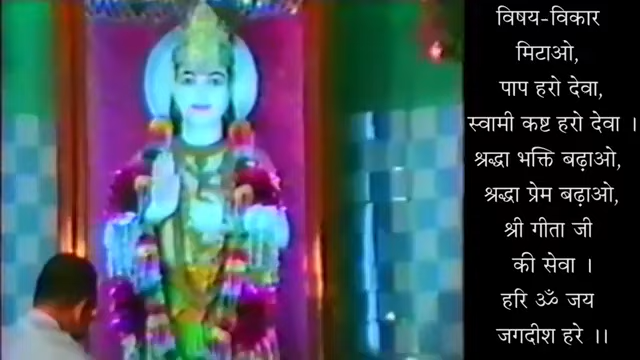 विषय-विकार
मिटाओ,
पाप हरो देवा,
स्वामी कष्ट हरो देवा ।
श्रद्धा भक्ति बढ़ाओ,
श्रद्धा प्रेम बढ़ाओ,
श्री गीता जी
की सेवा ।
हरि ॐ जय
जगदीश हरे ।।